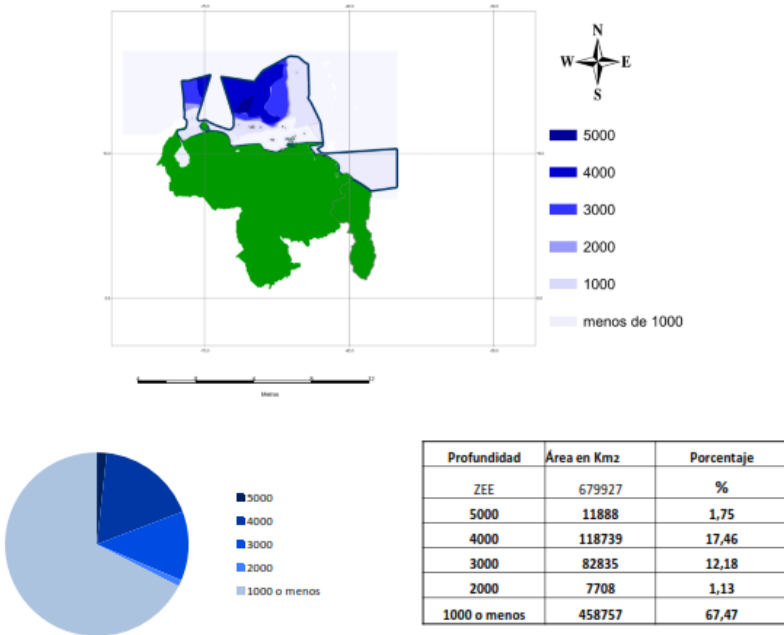 N
W E
S
5000
4000
3000
2000
1000
menos de 1000
Metros
5000
4000
3000
2000
1000 o menos
Profundidad Área en Km2 Porcentaje
ZEE 679927 %
5000 11888 1,75
4000 118739 17,46
3000 82835 12,18
2000 7708 1,13
1000 o menos 458757 67,47